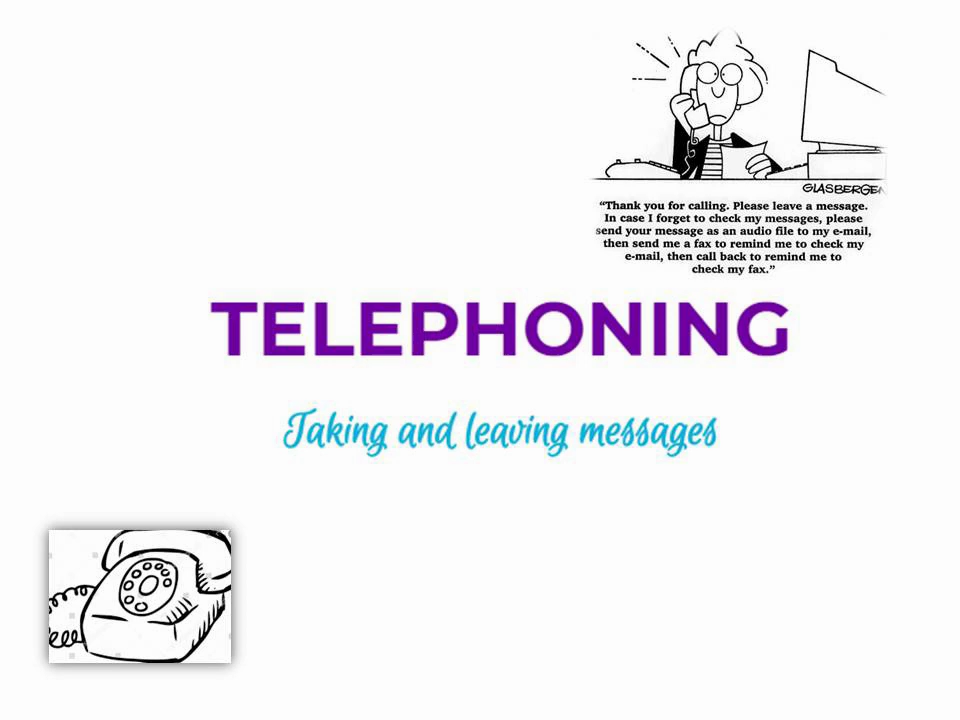 GLASBERGEN
“Thank you for calling. Please leave a message.
In case I forget to check my messages, please
send your message as an audio file to my e-mail,
then send me a fax to remind me to check my
e-mail, then call back to remind me to
check my fax.”
TELEPHONING
Taking and leaving messages